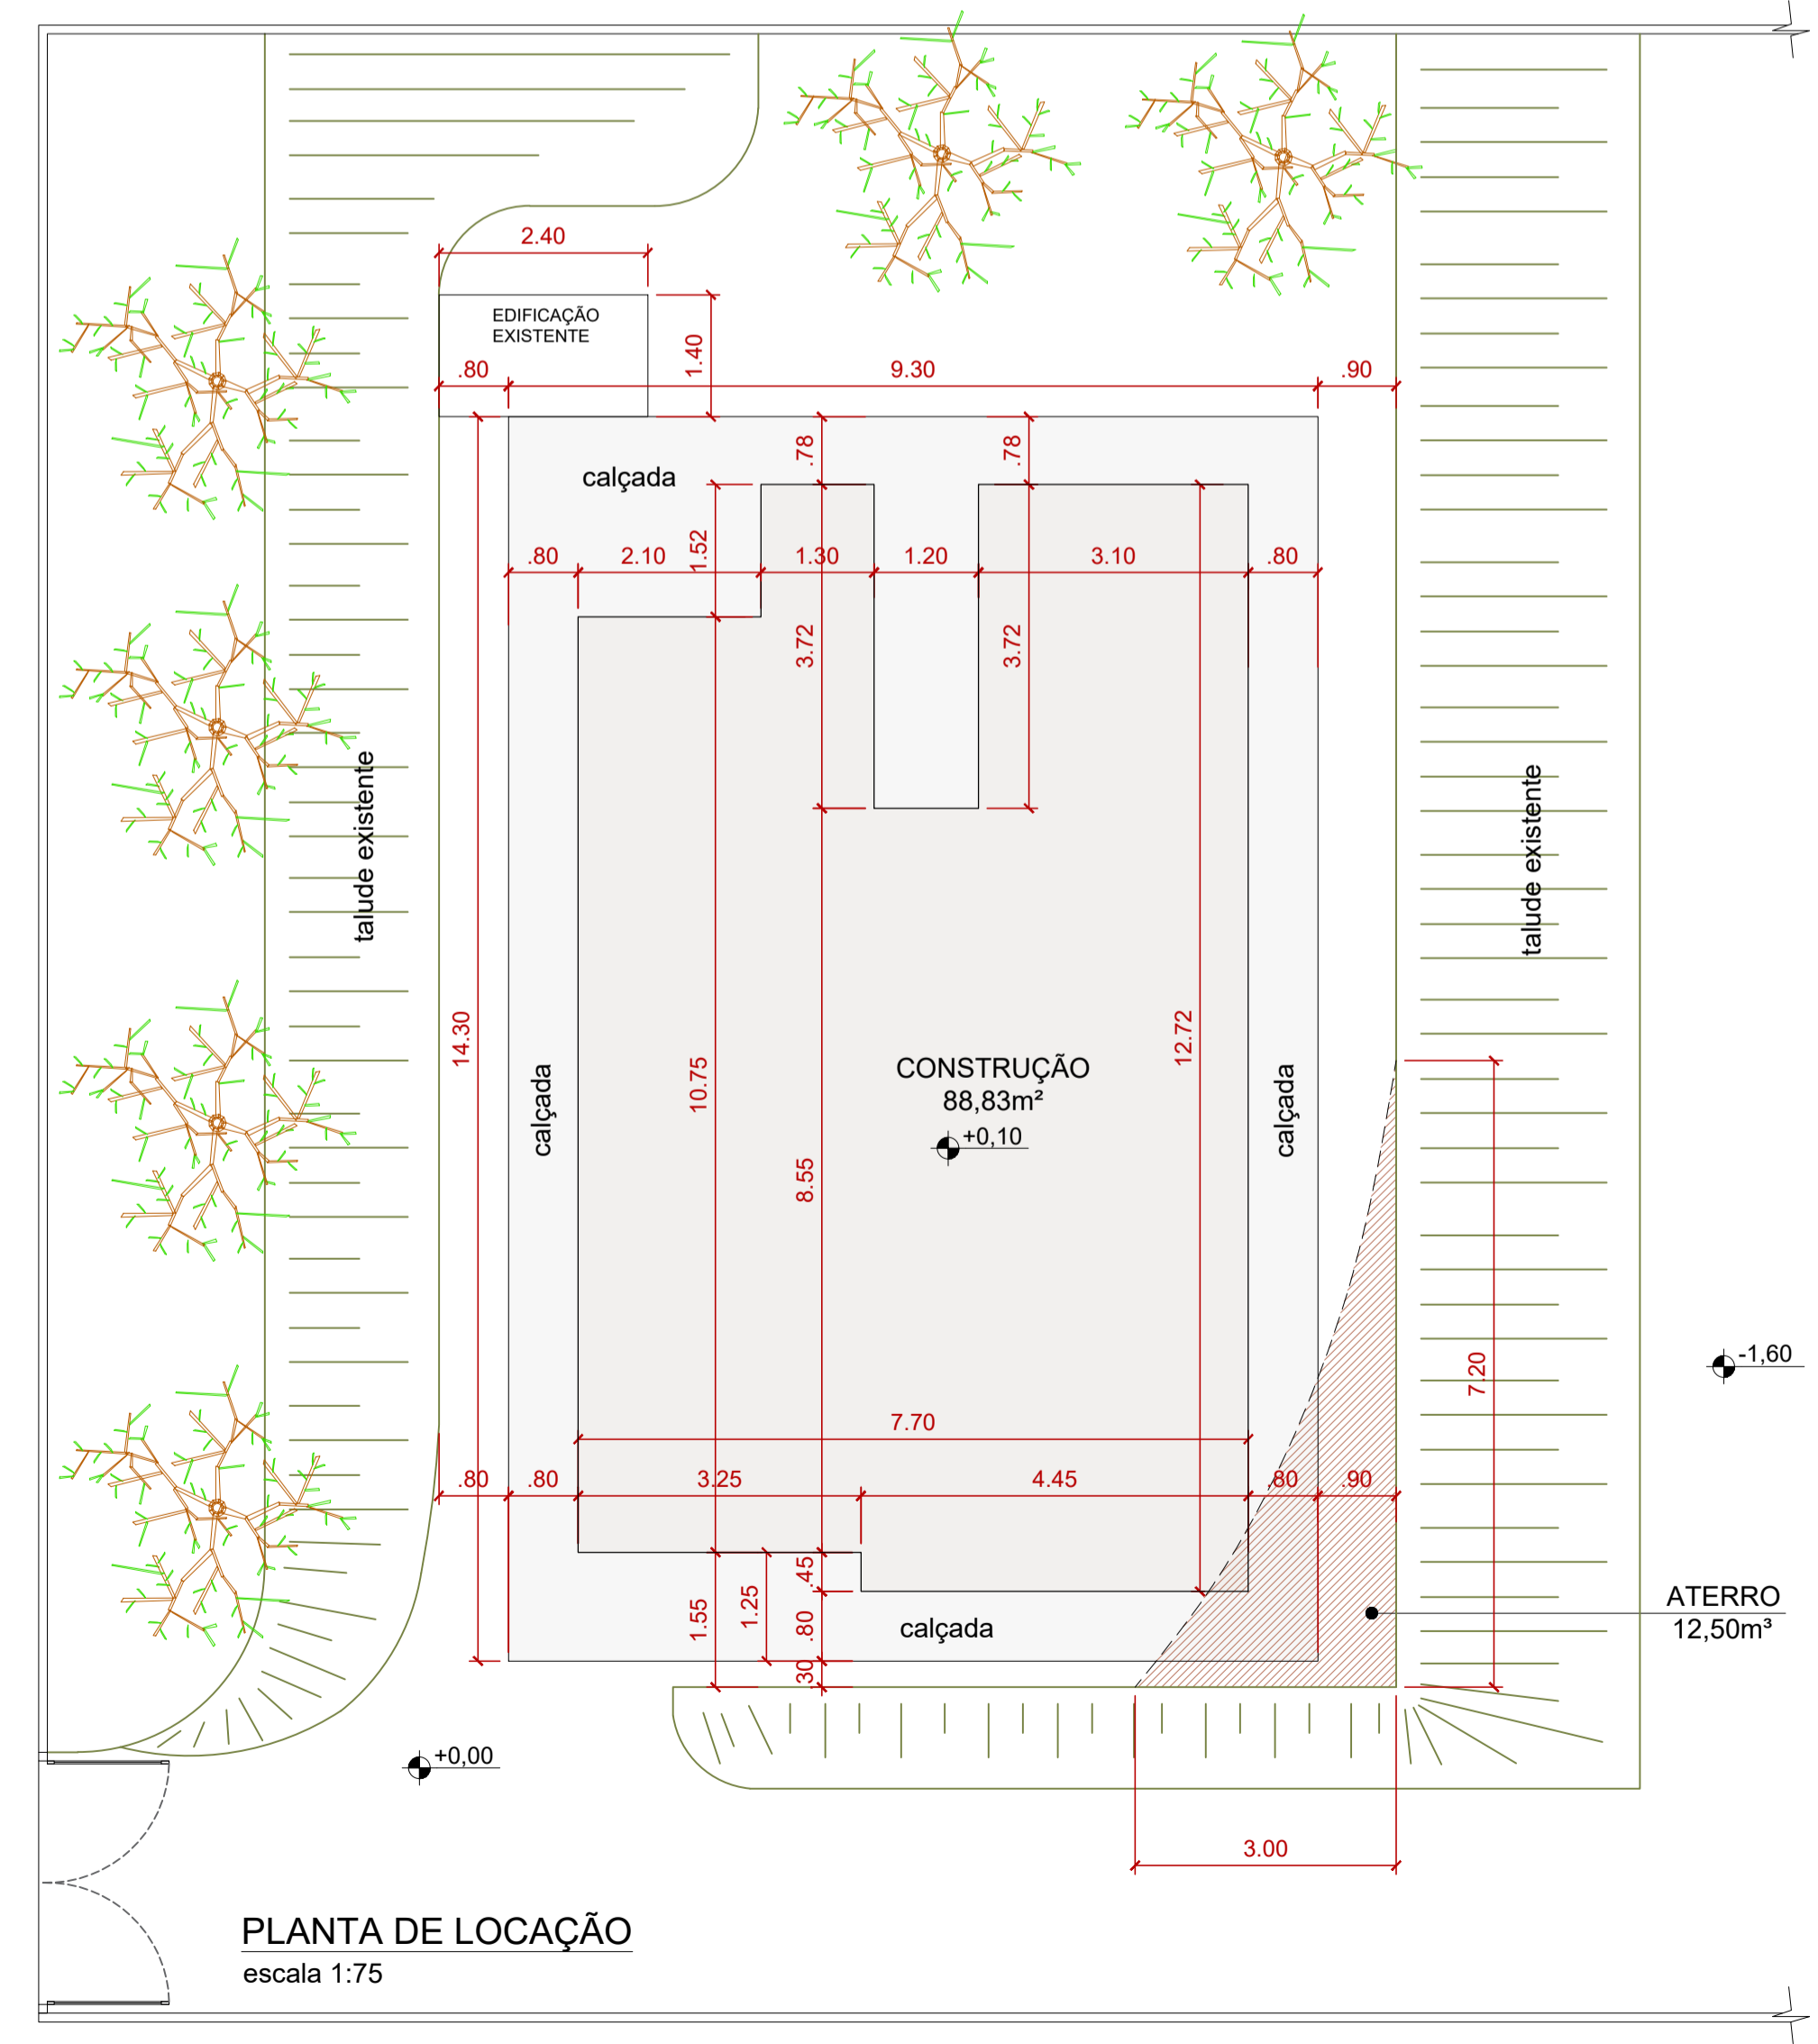 2.40
EDIFICAÇÃO
EXISTENTE
1.40
.80
9.30
.90
.78
.78
calçada
1.52
.80
2.10
1.30
1.20
3.10
.80
3.72
3.72
talude existente
talude existente
14.30
10.75
12.72
calçada
CONSTRUÇÃO
88,83m²
+0,10
calçada
8.55
-1,60
7,20
7.70
.80
.80
3.25
4.45
.80
.90
.45
1.25
1.55
.80
calçada
.30
ATERRO
12,50m³
+0,00
3.00
PLANTA DE LOCAÇÃO
escala 1:75